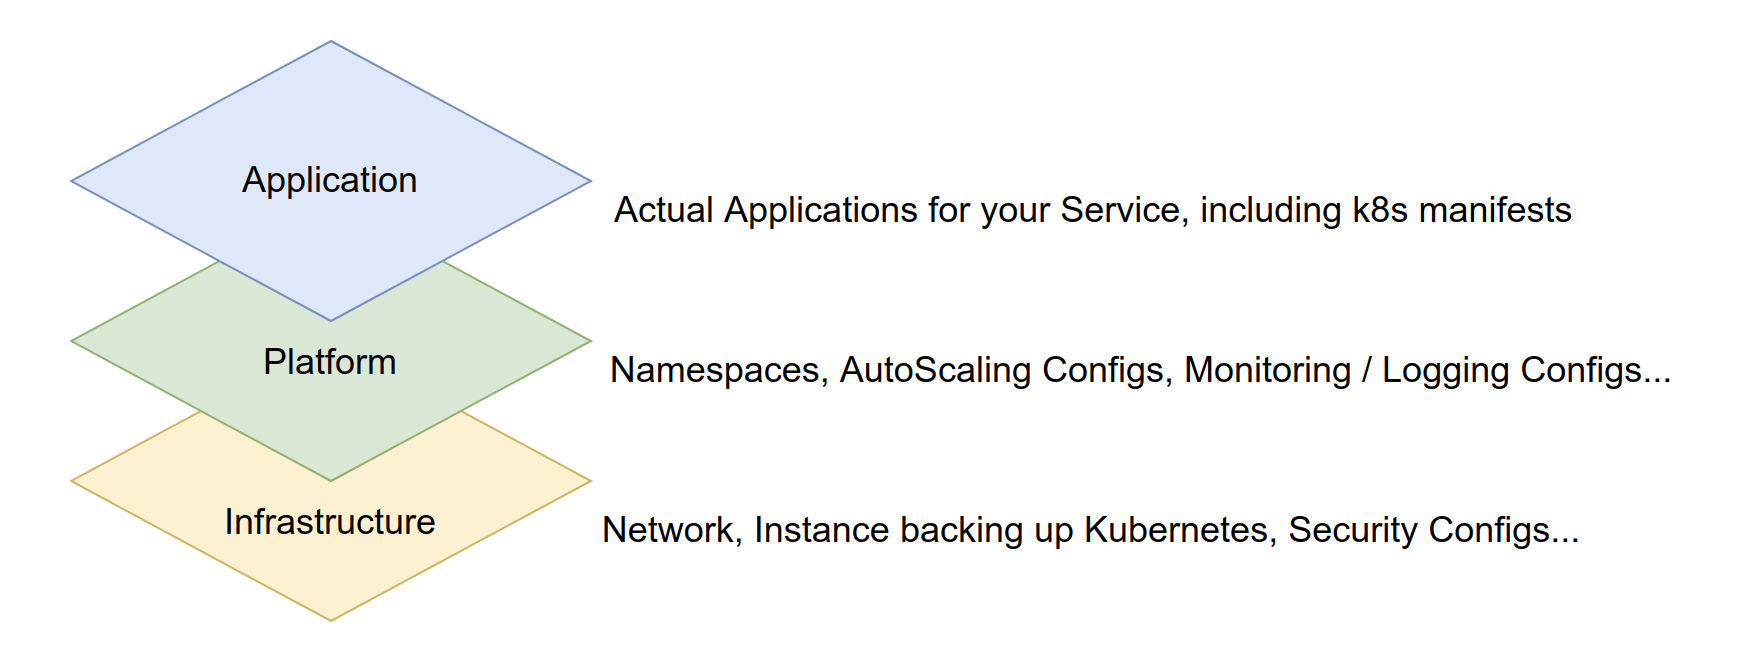 Application
Actual Applications for your Service, including k8s manifests
Platform
Namespaces, AutoScaling Configs, Monitoring / Logging Configs...
Infrastructure
Network, Instance backing up Kubernetes, Security Configs...